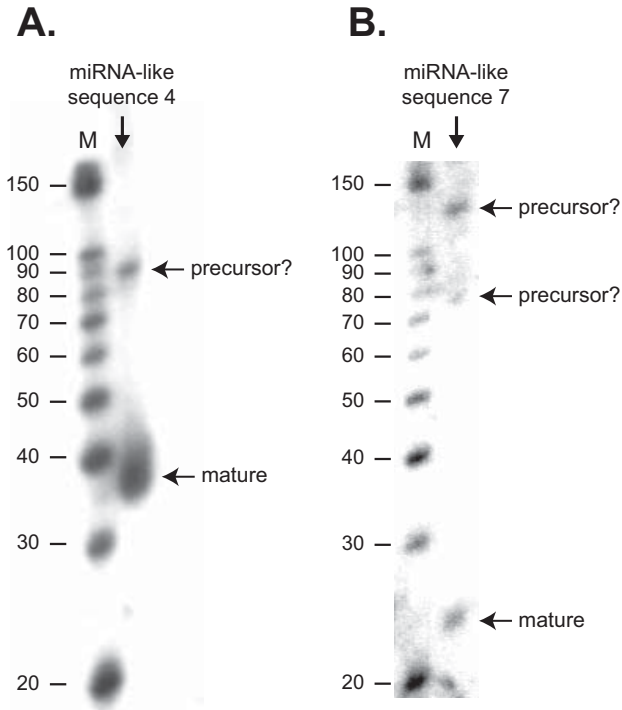 A.
miRNA-like
sequence 4
M
150
100
90
80
70
60
50
40
30
20
precursor?
mature
B.
miRNA-like
sequence 7
M
150
100
90
80
70
60
50
40
30
20
precursor?
precursor?
mature